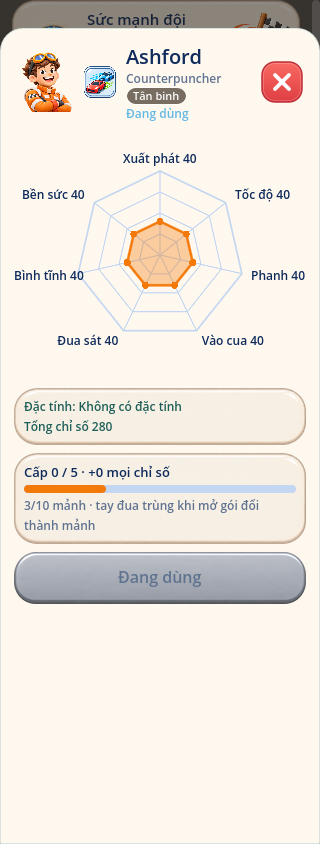 Sức mạnh đội
Ashford
Counterpuncher
Tân binh
Đang dùng
Xuất phát 40
Bền sức 40
Tốc độ 40
Bình tĩnh 40
Phanh 40
Đua sát 40
Vào cua 40
Đặc tính: Không có đặc tính
Tổng chỉ số 280
Cấp 0 / 5 · +0 mọi chỉ số
3/10 mảnh · tay đua trùng khi mở gói đổi
thành mảnh
Đang dùng